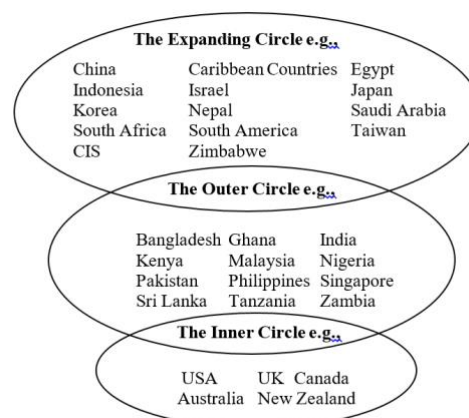 The Expanding Circle e.g.,
China Caribbean Countries Egypt
Indonesia Israel Japan
Korea Nepal Saudi Arabia
South Africa South America Taiwan
CIS Zimbabwe
The Outer Circle e.g.,
Bangladesh Ghana India
Kenya Malaysia Nigeria
Pakistan Philippines Singapore
Sri Lanka Tanzania Zambia
The Inner Circle e.g.,
USA UK Canada
Australia New Zealand